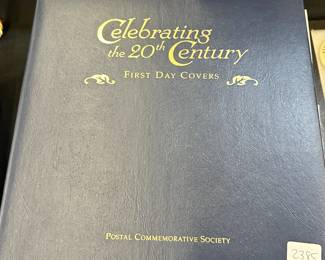 Celebrating
the 20th Century
First Day Covers
Postal Commemorative Society
2385